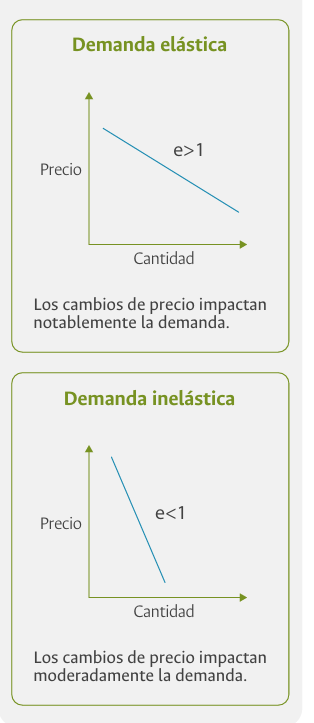 Demanda elástica
e>1
Precio
Cantidad
Los cambios de precio impactan
notablemente la demanda.
Demanda inelástica
e<1
Precio
Cantidad
Los cambios de precio impactan
moderadamente la demanda.